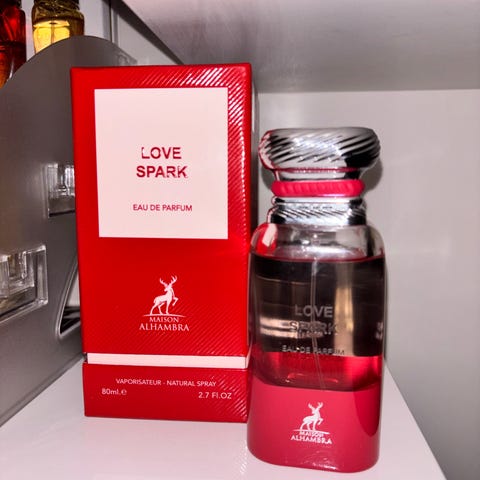 LOVE
SPARK
EAU DE PARFUM
MAISON
ALHAMBRA
VAPORISATEUR - NATURAL SPRAY
80ml.℮
2.7 FL.OZ
LOVE
SPARK
EAU DE PARFUM
MAISON
ALHAMBRA